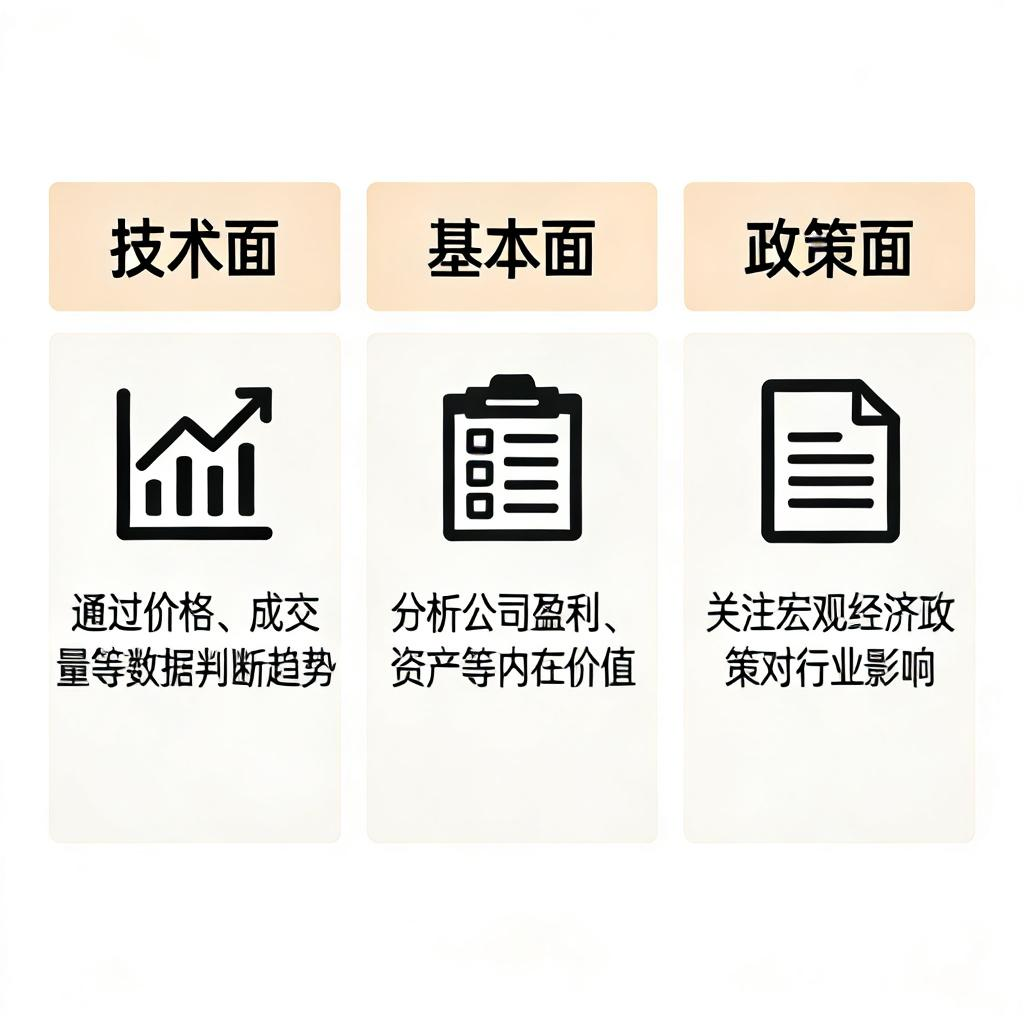 技术面
基本面
政策面
通过价格、成交
量等数据判断趋势
分析公司盈利、
资产等内在价值
关注宏观经济政
策对行业影响